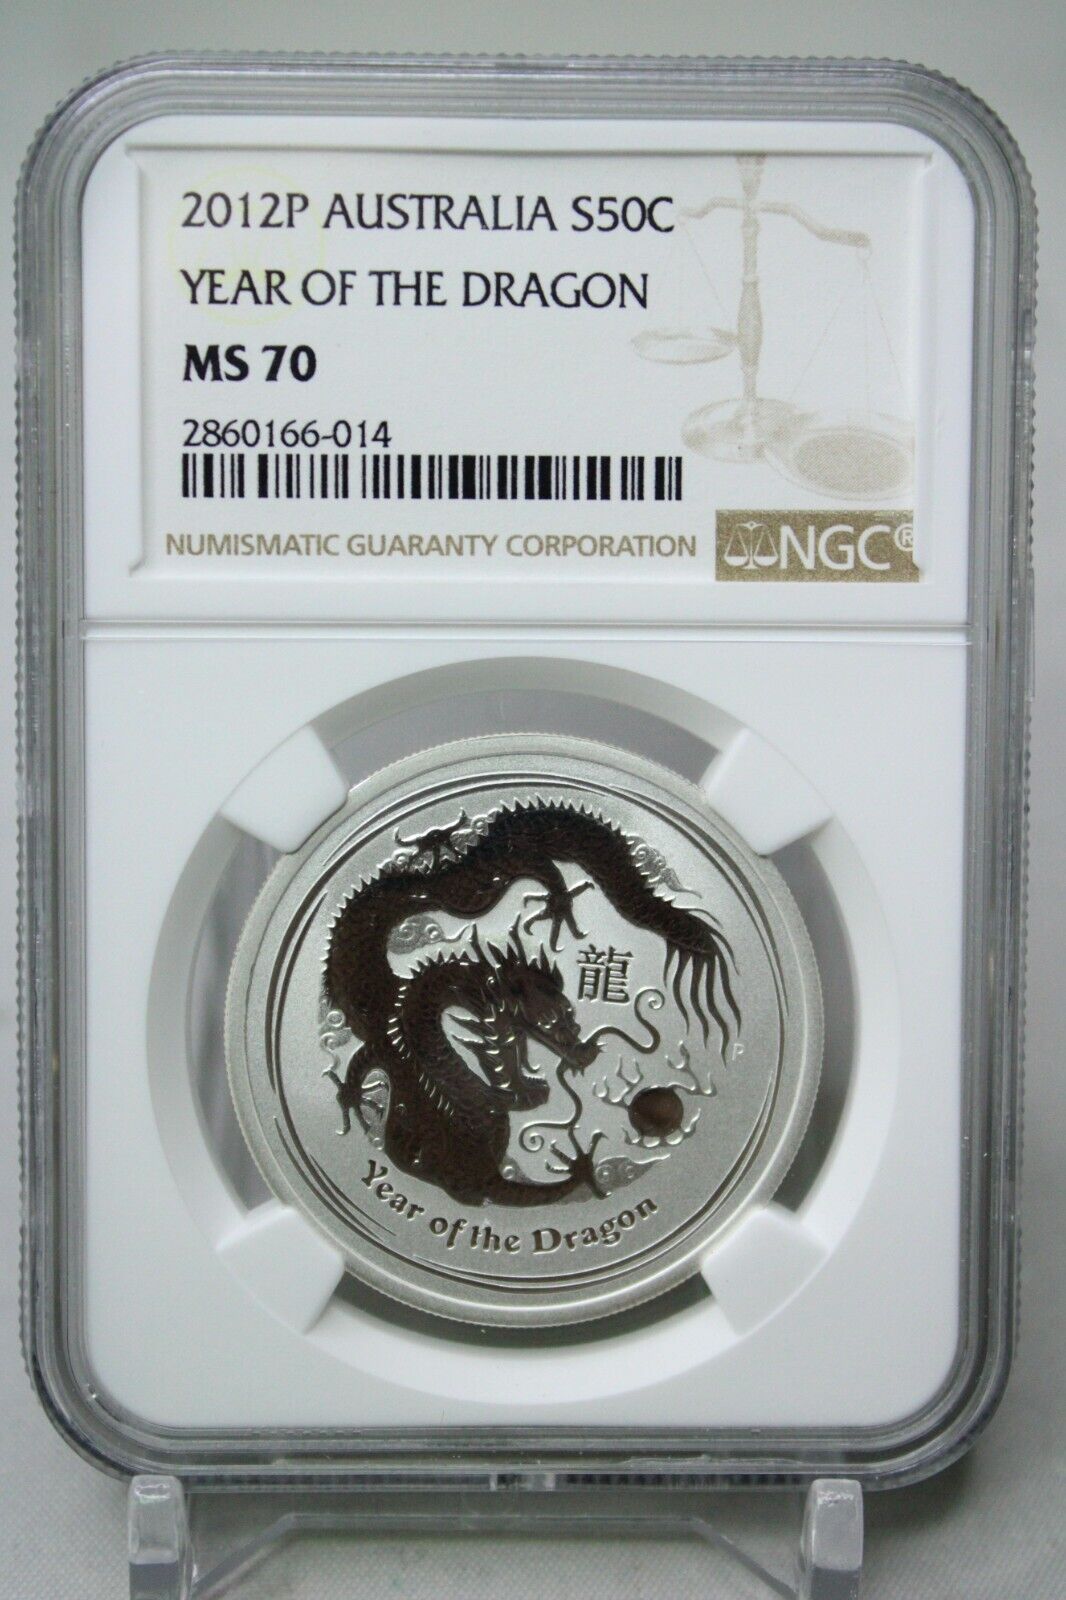 2012P AUSTRALIA S50C
YEAR OF THE DRAGON
MS 70
2860166-014
NUMISMATIC GUARANTY CORPORATION
NGC®
龍
P
Year of the Dragon